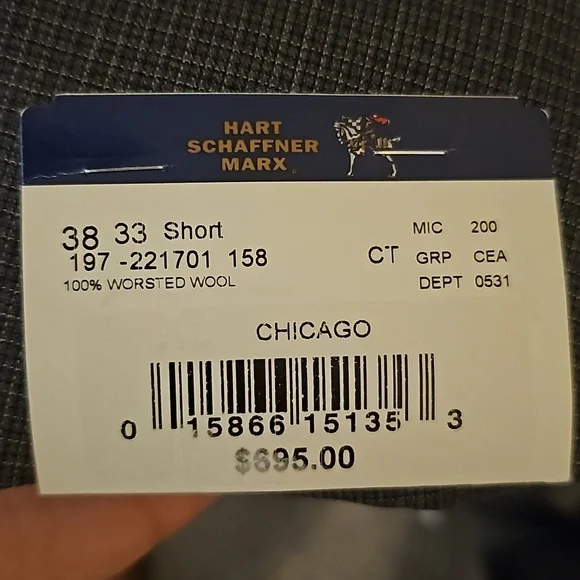 HART
SCHAFFNER
MARX
38 33 Short
197 -221701 158
100% WORSTED WOOL
CT
MIC 200
GRP CEA
DEPT 0531
CHICAGO
0 15866 15135 3
$695.00